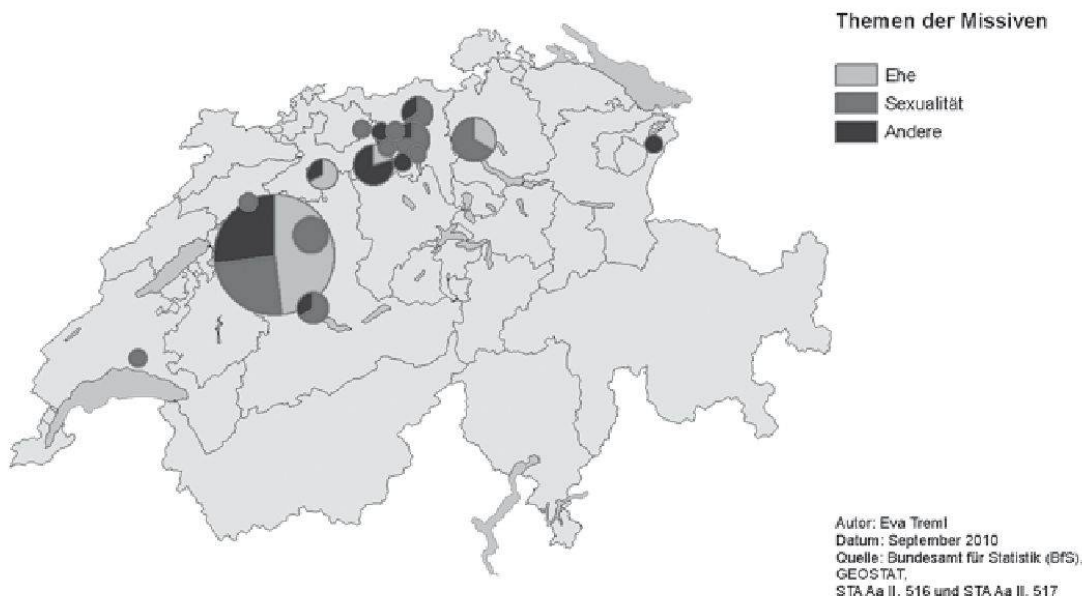 Themen der Missiven
Ehe
Sexualität
Andere
Autor: Eva Treml
Datum: September 2010
Quelle: Bundesamt für Statistik (BfS),
GEOSTAT,
STA Aa II, 516 und STA Aa II, 517